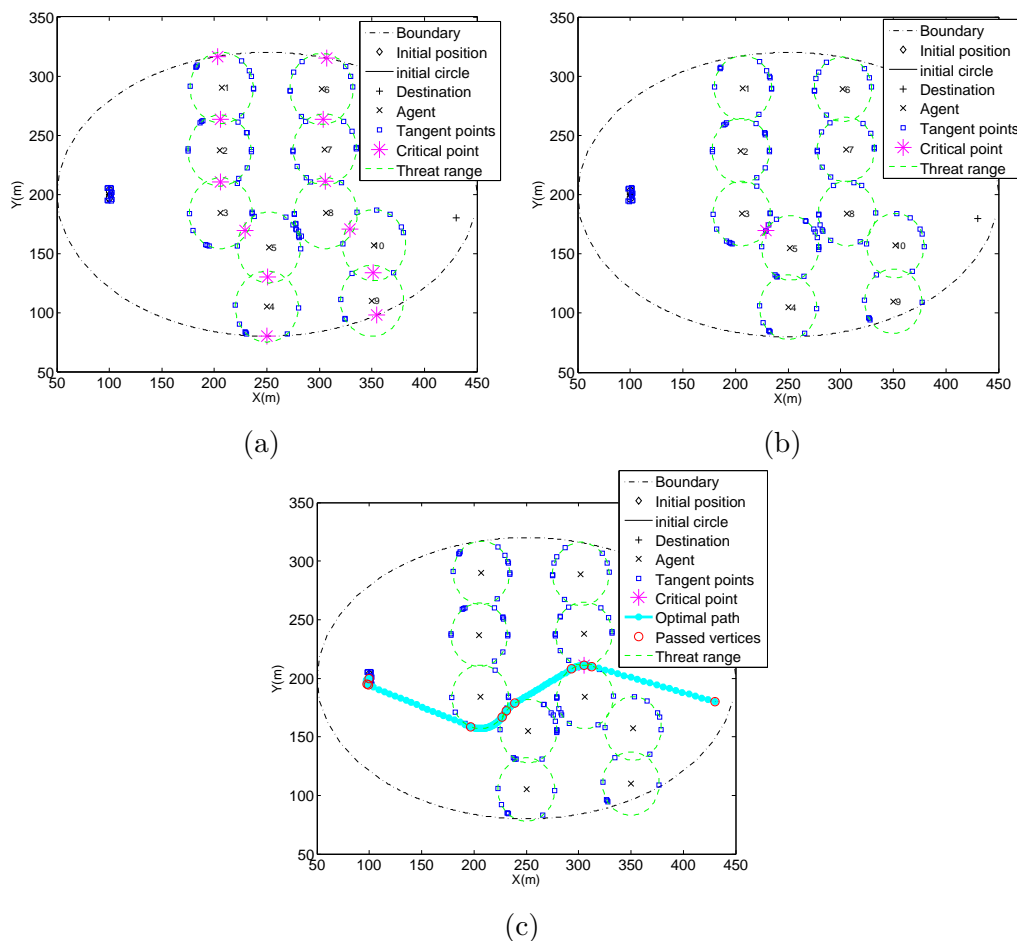 350
300
250
200
150
100
50
Y(m)
50 100 150 200 250 300 350 400 450
X(m)
1
2
3
4
5
6
7
8
9
10
Boundary
Initial position
initial circle
Destination
Agent
Tangent points
Critical point
Threat range
(a)
350
300
250
200
150
100
50
Y(m)
50 100 150 200 250 300 350 400 450
X(m)
1
2
3
4
5
6
7
8
9
10
Boundary
Initial position
initial circle
Destination
Agent
Tangent points
Critical point
Threat range
(b)
350
300
250
200
150
100
50
Y(m)
50 100 150 200 250 300 350 400 450
X(m)
Boundary
Initial position
initial circle
Destination
Agent
Tangent points
Critical point
Optimal path
Passed vertices
Threat range
(c)